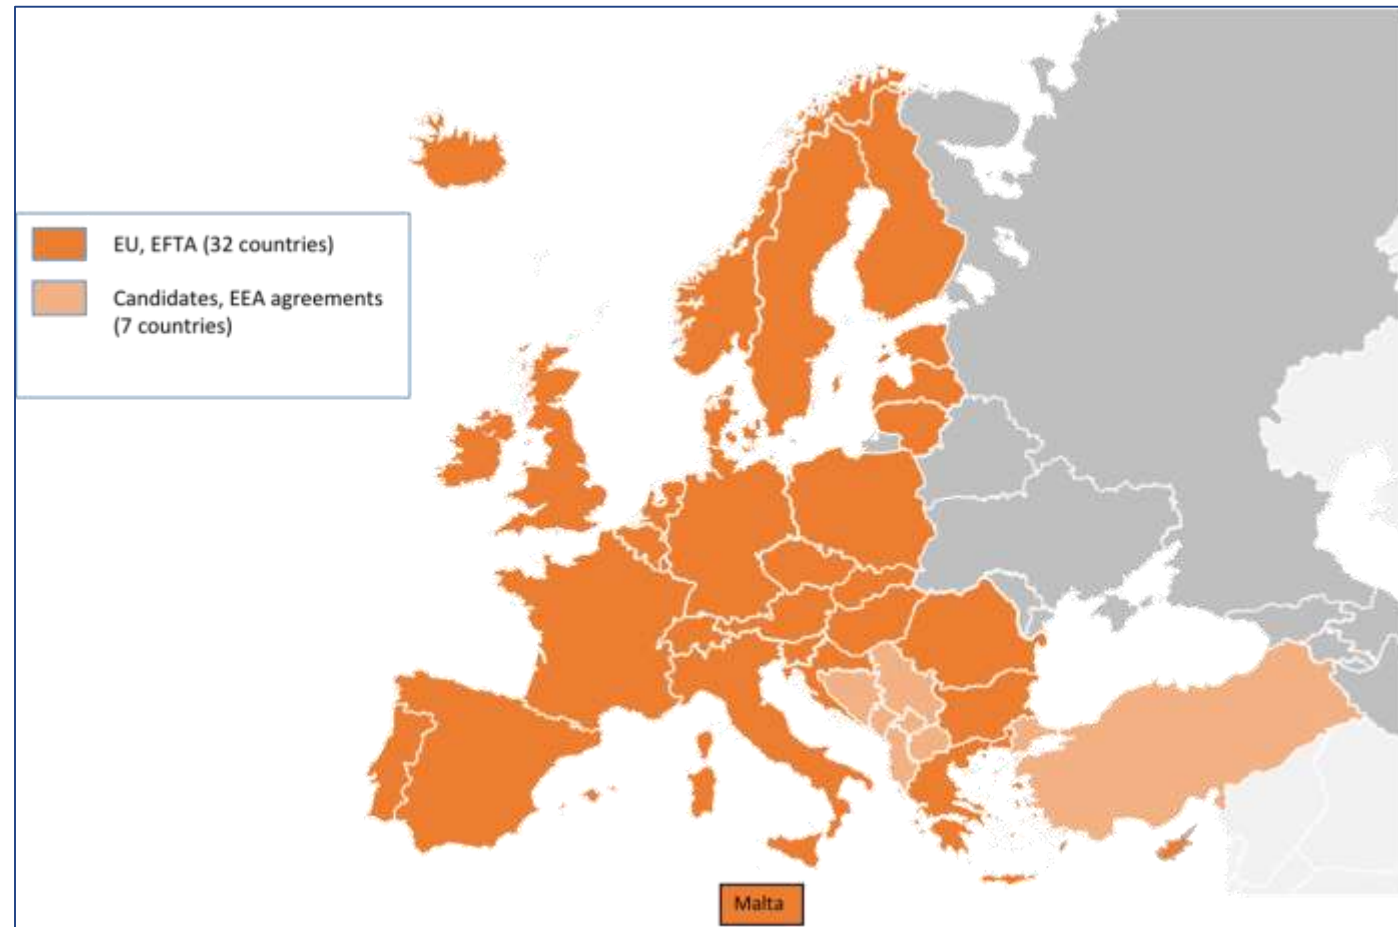 EU, EFTA (32 countries)
Candidates, EEA agreements
(7 countries)
Malta